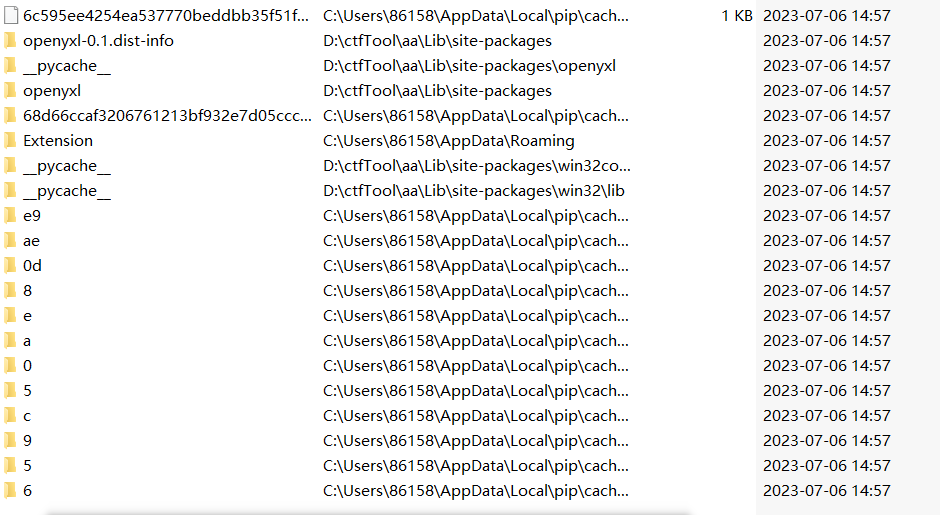 6c595ee4254ea537770beddbb35f51f... C:\Users\86158\AppData\Local\pip\cach... 1 KB 2023-07-06 14:57
openyxl-0.1.dist-info D:\ctfTool\aa\Lib\site-packages 2023-07-06 14:57
__pycache__ D:\ctfTool\aa\Lib\site-packages\openyxl 2023-07-06 14:57
openyxl D:\ctfTool\aa\Lib\site-packages 2023-07-06 14:57
68d66ccaf3206761213bf932e7d05ccc... C:\Users\86158\AppData\Local\pip\cach... 2023-07-06 14:57
Extension C:\Users\86158\AppData\Roaming 2023-07-06 14:57
__pycache__ D:\ctfTool\aa\Lib\site-packages\win32co... 2023-07-06 14:57
__pycache__ D:\ctfTool\aa\Lib\site-packages\win32\lib 2023-07-06 14:57
e9 C:\Users\86158\AppData\Local\pip\cach... 2023-07-06 14:57
ae C:\Users\86158\AppData\Local\pip\cach... 2023-07-06 14:57
0d C:\Users\86158\AppData\Local\pip\cach... 2023-07-06 14:57
8 C:\Users\86158\AppData\Local\pip\cach... 2023-07-06 14:57
e C:\Users\86158\AppData\Local\pip\cach... 2023-07-06 14:57
a C:\Users\86158\AppData\Local\pip\cach... 2023-07-06 14:57
0 C:\Users\86158\AppData\Local\pip\cach... 2023-07-06 14:57
5 C:\Users\86158\AppData\Local\pip\cach... 2023-07-06 14:57
c C:\Users\86158\AppData\Local\pip\cach... 2023-07-06 14:57
9 C:\Users\86158\AppData\Local\pip\cach... 2023-07-06 14:57
5 C:\Users\86158\AppData\Local\pip\cach... 2023-07-06 14:57
6 C:\Users\86158\AppData\Local\pip\cach... 2023-07-06 14:57